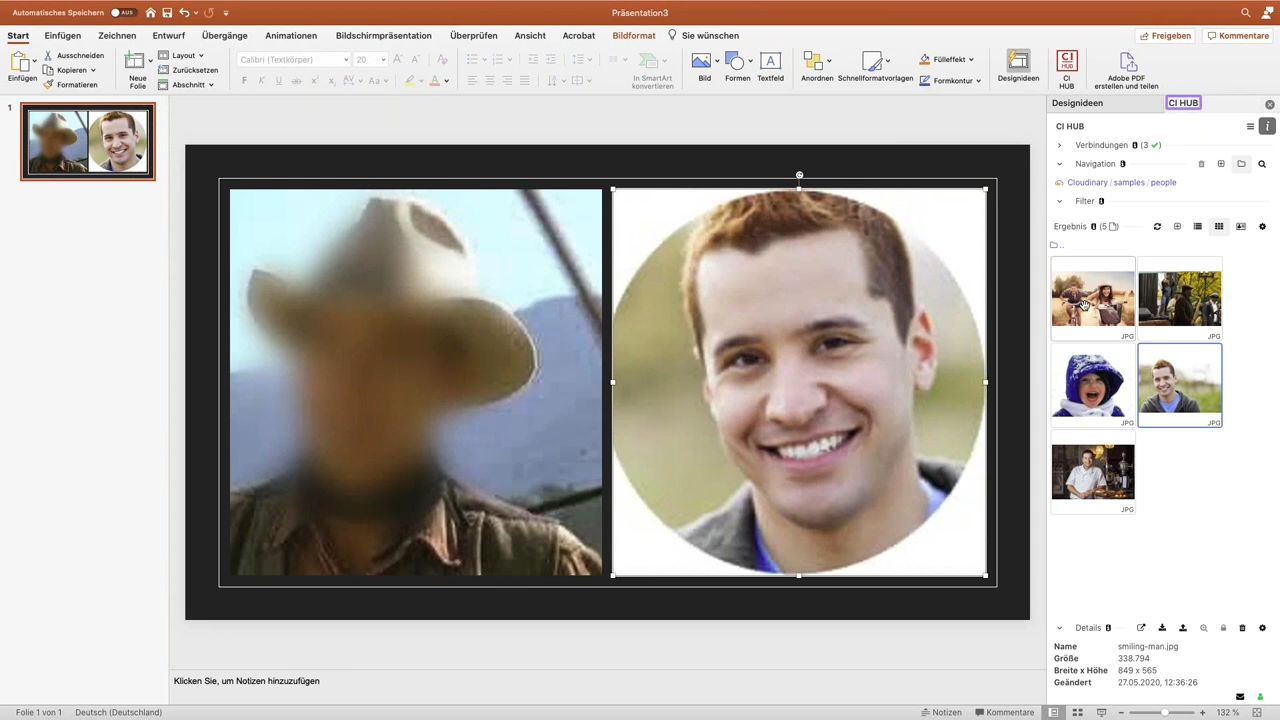 Automatisches Speichern AUS
Präsentation3
Start Einfügen Zeichnen Entwurf Übergänge Animationen Bildschirmpräsentation Überprüfen Ansicht Acrobat Bildformat Sie wünschen
Freigeben Kommentare
Einfügen
Ausschneiden
Kopieren
Formatieren
Neue Folie
Layout
Zurücksetzen
Abschnitt
Calibri (Textkörper) 20
In SmartArt konvertieren
Bild
Formen
Textfeld
Anordnen
Schnellformatvorlagen
Fülleffekt
Formkontur
Designideen
CI HUB
Adobe PDF erstellen und teilen
1
Designideen
CI HUB
CI HUB
Verbindungen (3
Navigation
Cloudinary / samples / people
Filter
Ergebnis (5
..
JPG
JPG
JPG
JPG
JPG
Details
Name smiling-man.jpg
Größe 338.794
Breite x Höhe 849 x 565
Geändert 27.05.2020, 12:36:26
Klicken Sie, um Notizen hinzuzufügen
Folie 1 von 1 Deutsch (Deutschland) Notizen Kommentare 132 %